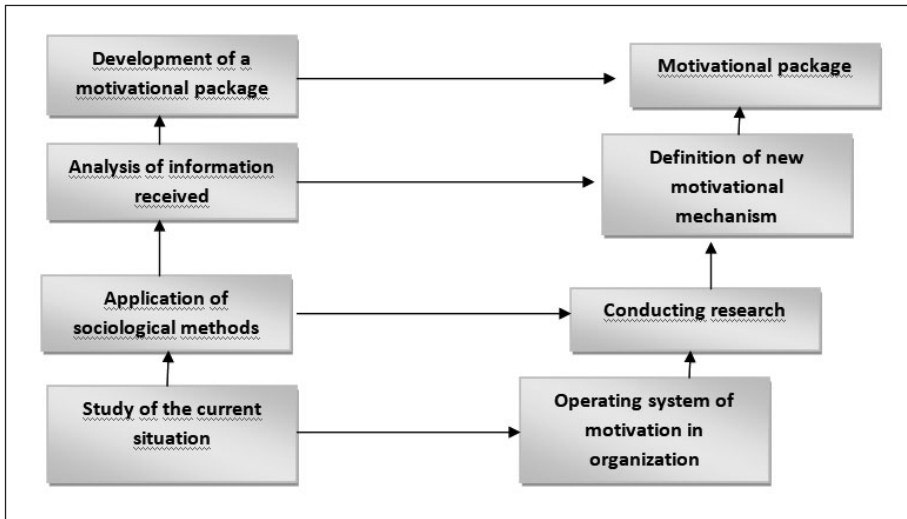 Development of a
motivational package
Motivational package
Analysis of information
received
Definition of new
motivational
mechanism
Application of
sociological methods
Conducting research
Study of the current
situation
Operating system of
motivation in
organization